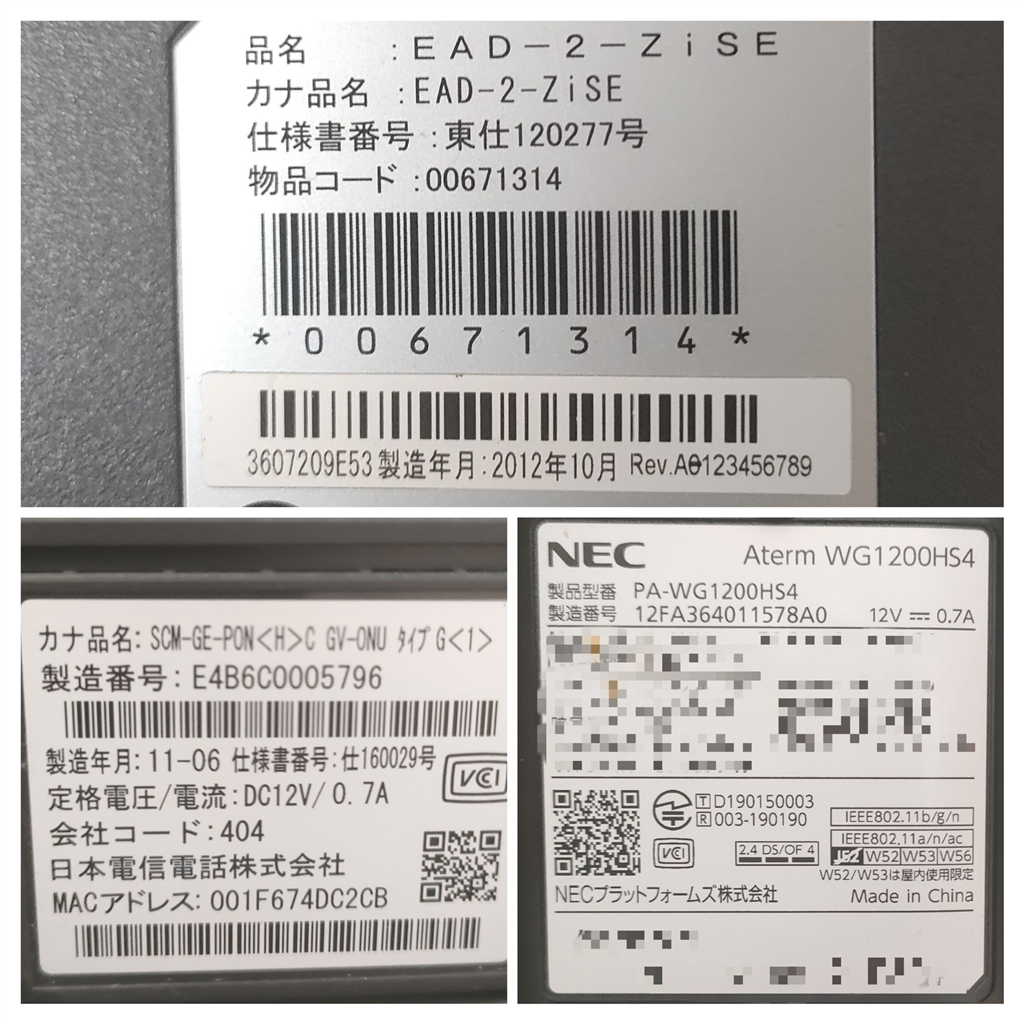 品名 :ＥＡＤ－２－ＺｉＳＥ
カナ品名 :EAD-2-ZiSE
仕様書番号 :東仕120277号
物品コード :00671314
*00671314*
3607209E53 製造年月:2012年10月 Rev.A0123456789
カナ品名: SCM-GE-PON<H>C GV-ONU ﾀｲﾌﾟ G<1>
製造番号: E4B6C0005796
製造年月: 11-06 仕様書番号:仕160029号
VCCI
定格電圧/電流:DC12V/ 0.7A
会社コード: 404
日本電信電話株式会社
MACアドレス: 001F674DC2CB
NEC Aterm WG1200HS4
製品型番 PA-WG1200HS4
製造番号 12FA364011578A0 12V 0.7A
T D190150003
R 003-190190
IEEE802.11b/g/n
IEEE802.11a/n/ac
VCCI
2.4 DS/OF 4
J52 W52 W53 W56
W52/W53は屋内使用限定
NECプラットフォームズ株式会社 Made in China